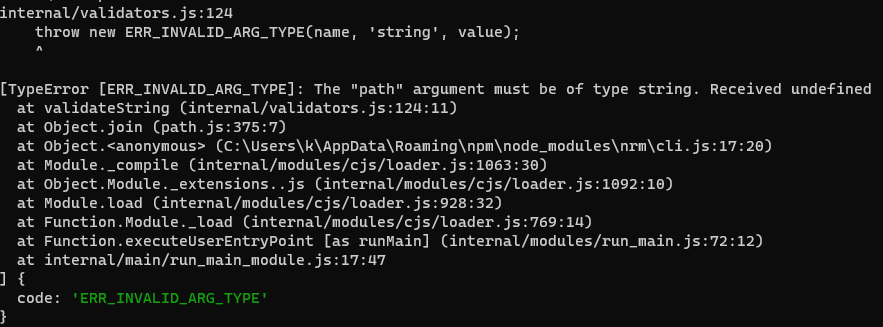 internal/validators.js:124
    throw new ERR_INVALID_ARG_TYPE(name, 'string', value);
    ^

[TypeError [ERR_INVALID_ARG_TYPE]: The "path" argument must be of type string. Received undefined
  at validateString (internal/validators.js:124:11)
  at Object.join (path.js:375:7)
  at Object.<anonymous> (C:\Users\k\AppData\Roaming\npm\node_modules\nrm\cli.js:17:20)
  at Module._compile (internal/modules/cjs/loader.js:1063:30)
  at Object.Module._extensions..js (internal/modules/cjs/loader.js:1092:10)
  at Module.load (internal/modules/cjs/loader.js:928:32)
  at Function.Module._load (internal/modules/cjs/loader.js:769:14)
  at Function.executeUserEntryPoint [as runMain] (internal/modules/run_main.js:72:12)
  at internal/main/run_main_module.js:17:47
] {
  code: 'ERR_INVALID_ARG_TYPE'
}